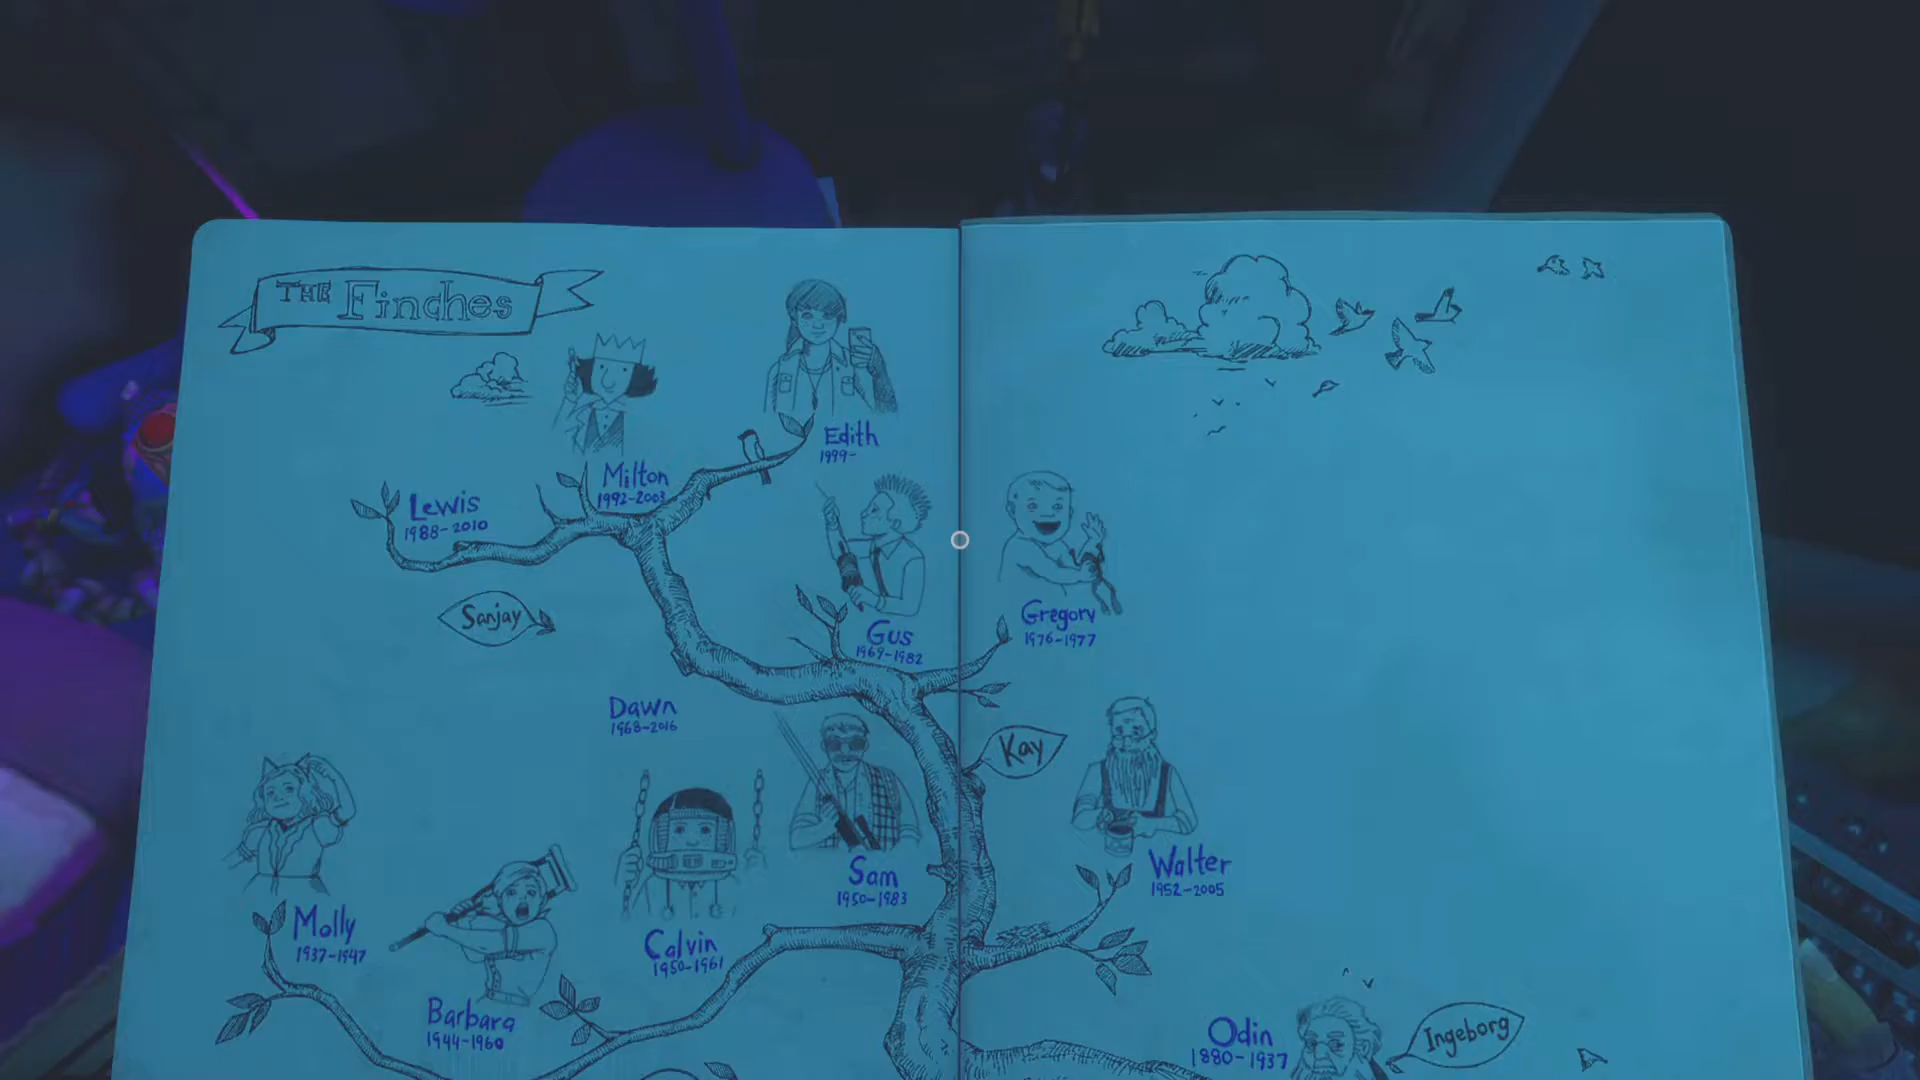 THE Finches
Edith
1999-
Milton
1992-2003
Lewis
1988-2010
Sanjay
Gus
1969-1982
Gregory
1976-1977
Dawn
1968-2016
Kay
Sam
1950-1983
Walter
1952-2005
Molly
1937-1947
Calvin
1950-1961
Barbara
1944-1960
Odin
1880-1937
Ingeborg